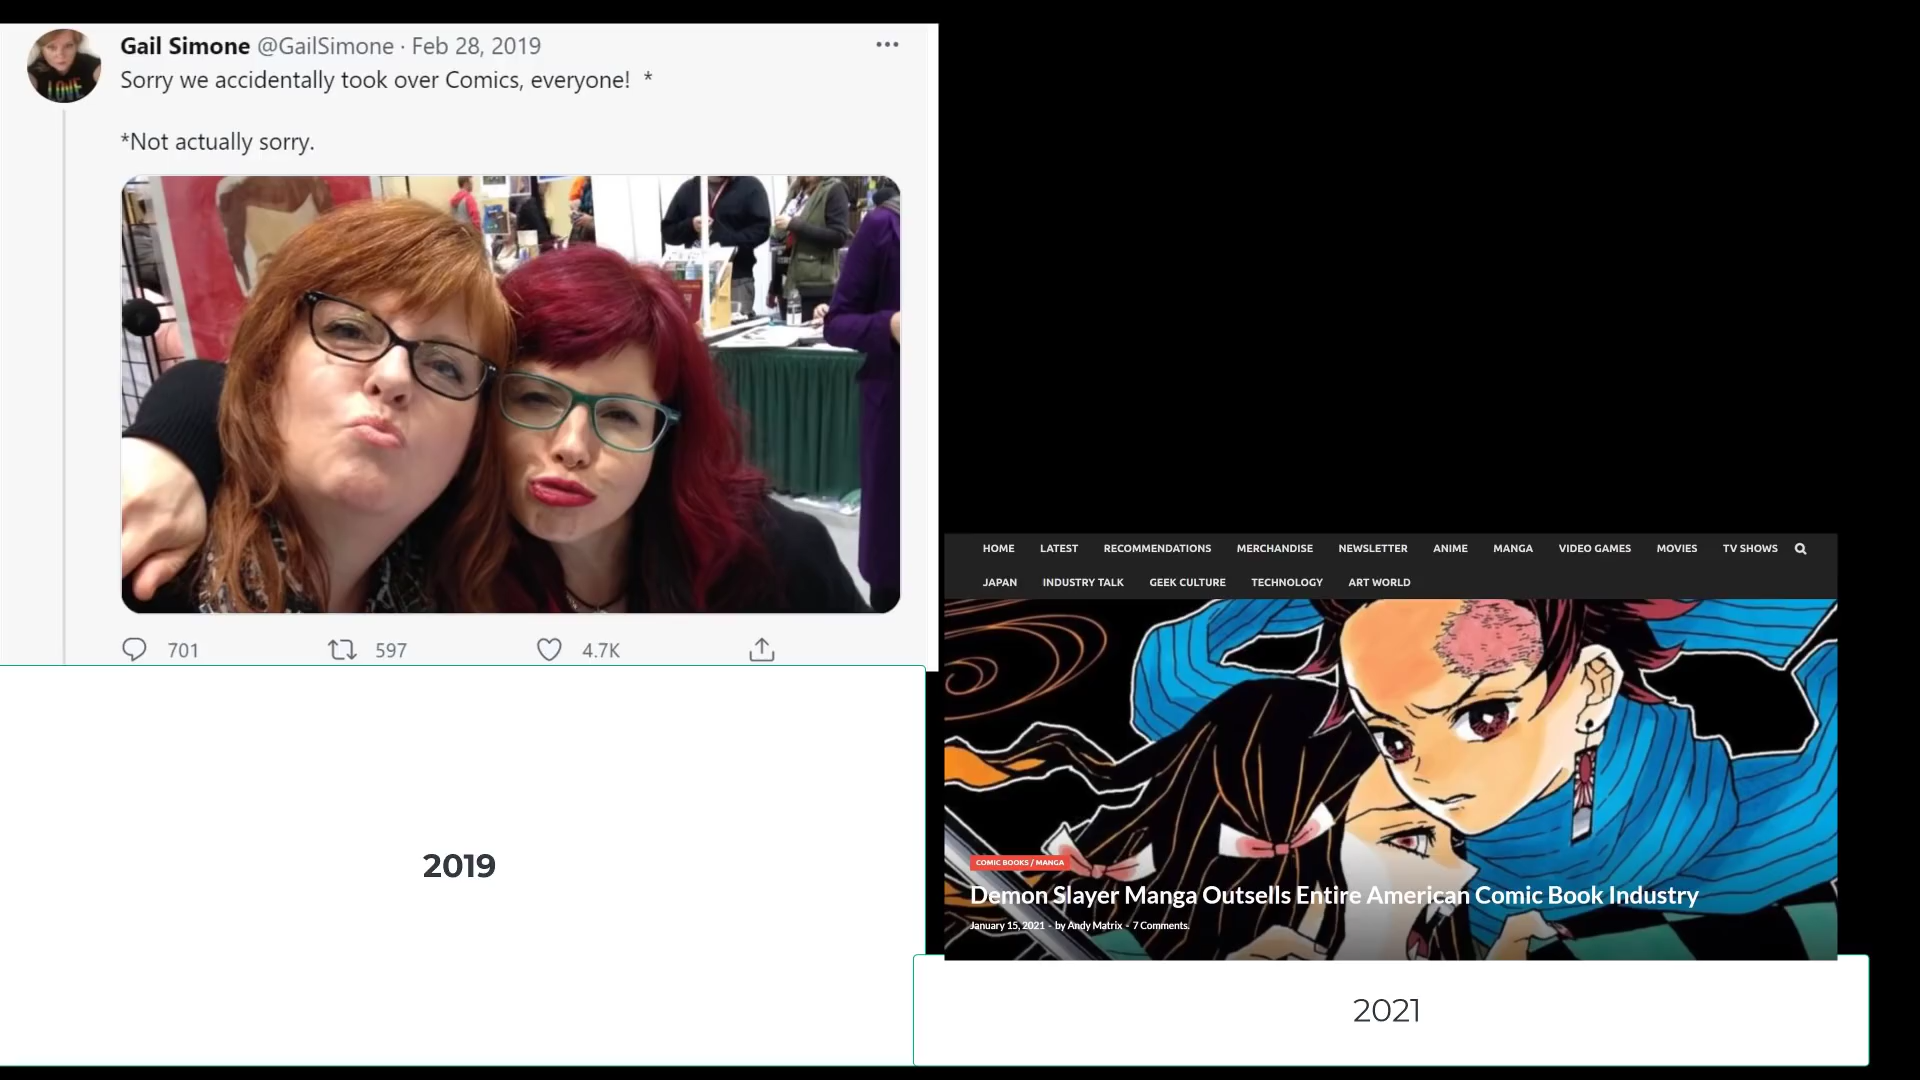 Gail Simone @GailSimone · Feb 28, 2019
Sorry we accidentally took over Comics, everyone! *
*Not actually sorry.
LOVE
701 597 4.7K
2019
HOME LATEST RECOMMENDATIONS MERCHANDISE NEWSLETTER ANIME MANGA VIDEO GAMES MOVIES TV SHOWS
JAPAN INDUSTRY TALK GEEK CULTURE TECHNOLOGY ART WORLD
COMIC BOOKS / MANGA
Demon Slayer Manga Outsells Entire American Comic Book Industry
January 15, 2021 - by Andy Matrix - 7 Comments.
2021